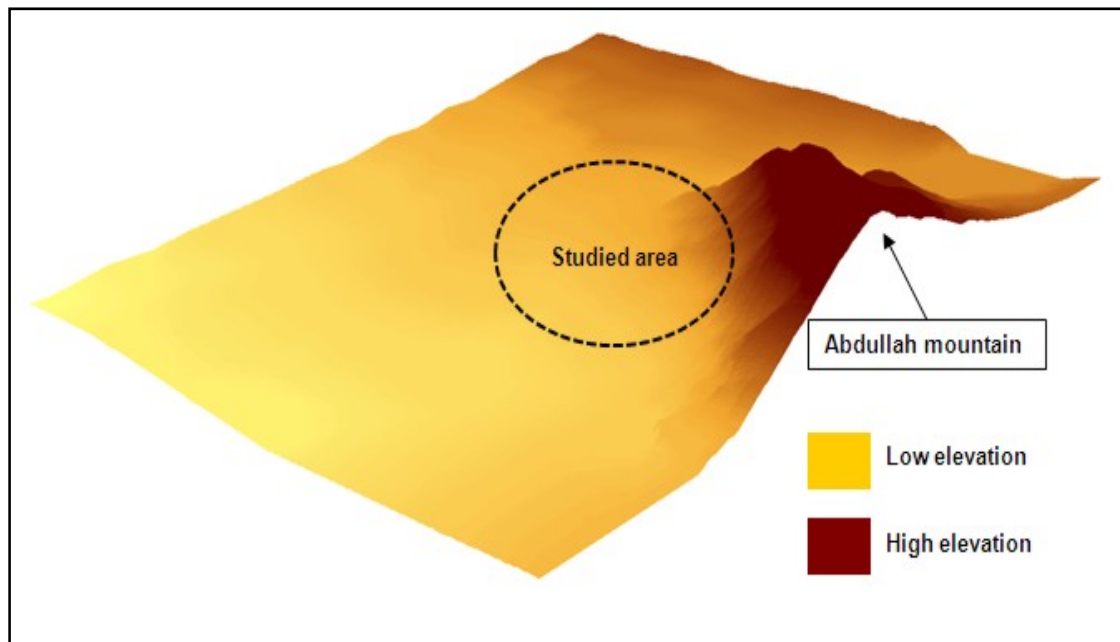 Studied area
Abdullah mountain
Low elevation
High elevation